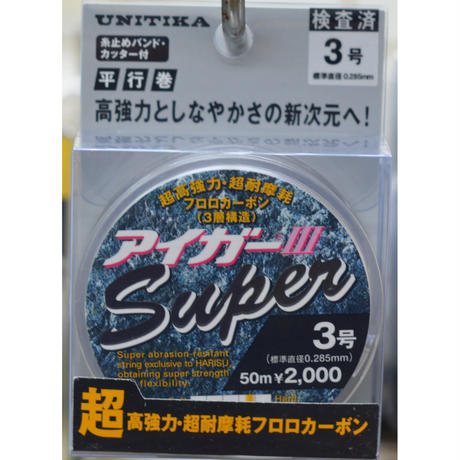 UNITIKA
検査済
糸止めバンド・
カッター付
3号
標準直径0.285mm
平行巻
高強力としなやかさの新次元へ!
超高強力・超耐摩耗
フロロカーボン
(3層構造)
アイガーIII
Super
3号
(標準直径0.285mm)
50m¥2,000
Super abrasion-resistant
string exclusive to HARISU,
obtaining super strength
flexibility.
超高強力・超耐摩耗フロロカーボン